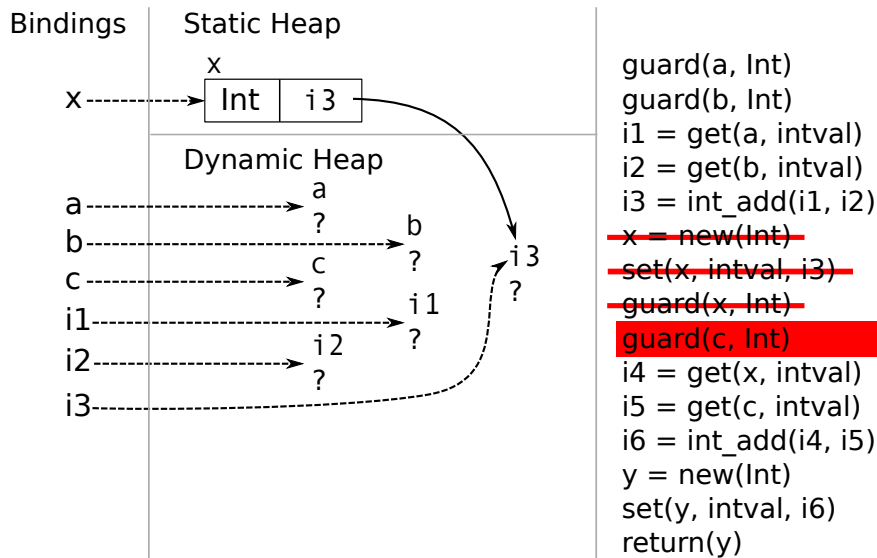 Bindings
Static Heap
x
x
Int
i3
Dynamic Heap
a
a
?
b
b
?
c
c
?
i3
?
i1
i1
?
i2
i2
?
i3
guard(a, Int)
guard(b, Int)
i1 = get(a, intval)
i2 = get(b, intval)
i3 = int_add(i1, i2)
x = new(Int)
set(x, intval, i3)
guard(x, Int)
guard(c, Int)
i4 = get(x, intval)
i5 = get(c, intval)
i6 = int_add(i4, i5)
y = new(Int)
set(y, intval, i6)
return(y)